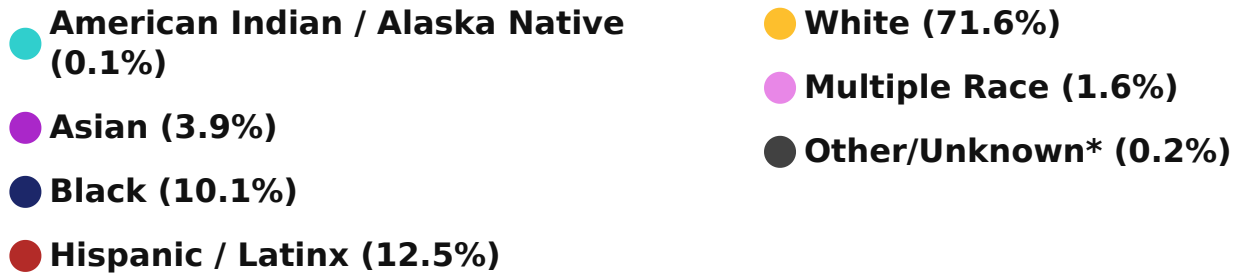 American Indian / Alaska Native
(0.1%)
Asian (3.9%)
Black (10.1%)
Hispanic / Latinx (12.5%)
White (71.6%)
Multiple Race (1.6%)
Other/Unknown* (0.2%)